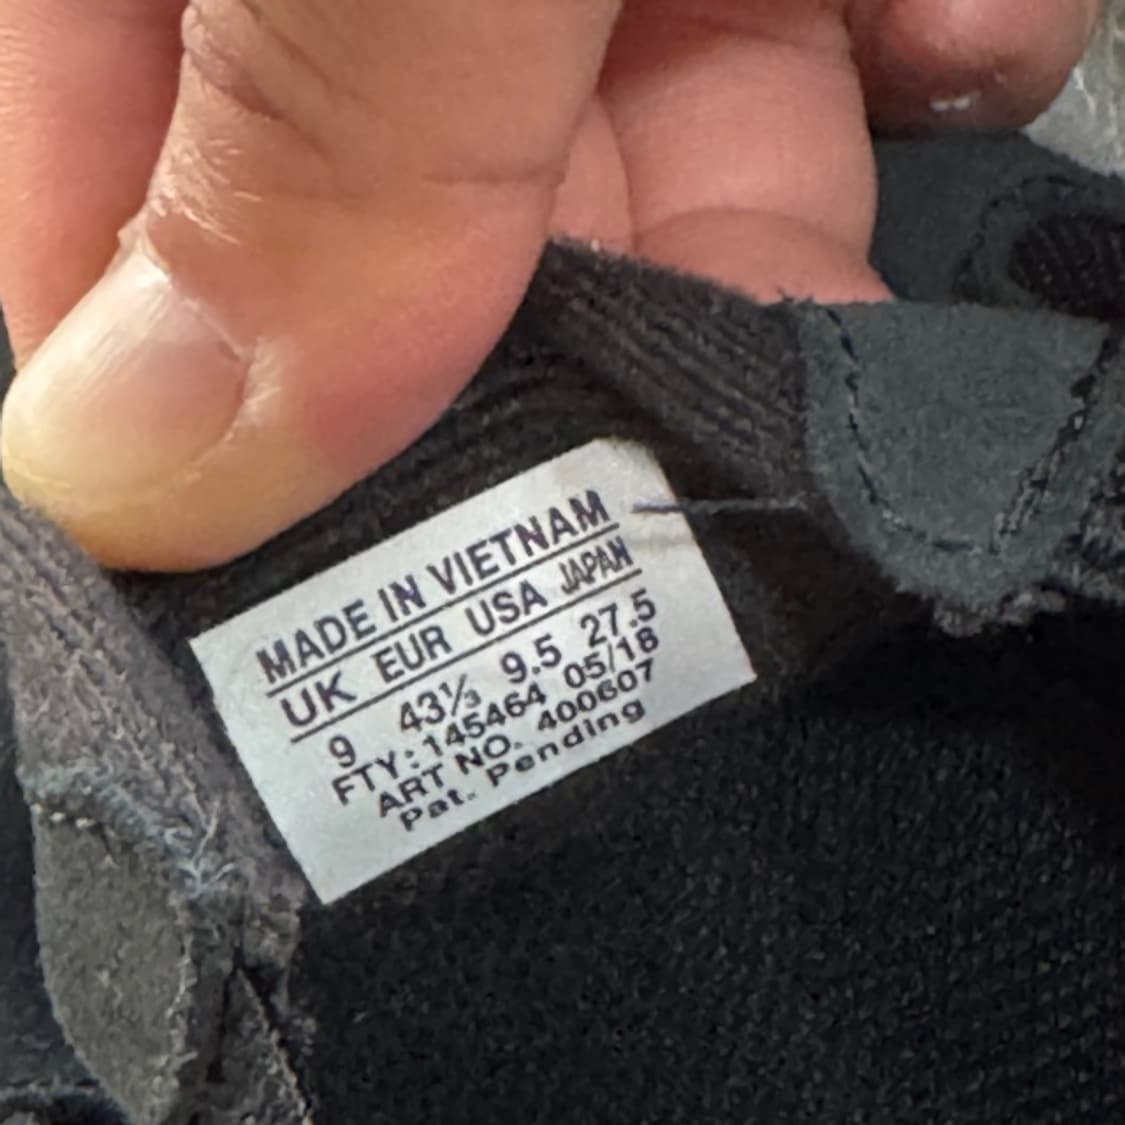 MADE IN VIETNAM
UK EUR USA JAPAN
9 43⅓ 9.5 27.5
FTY:145464 05/18
ART NO. 400607
Pat. Pending